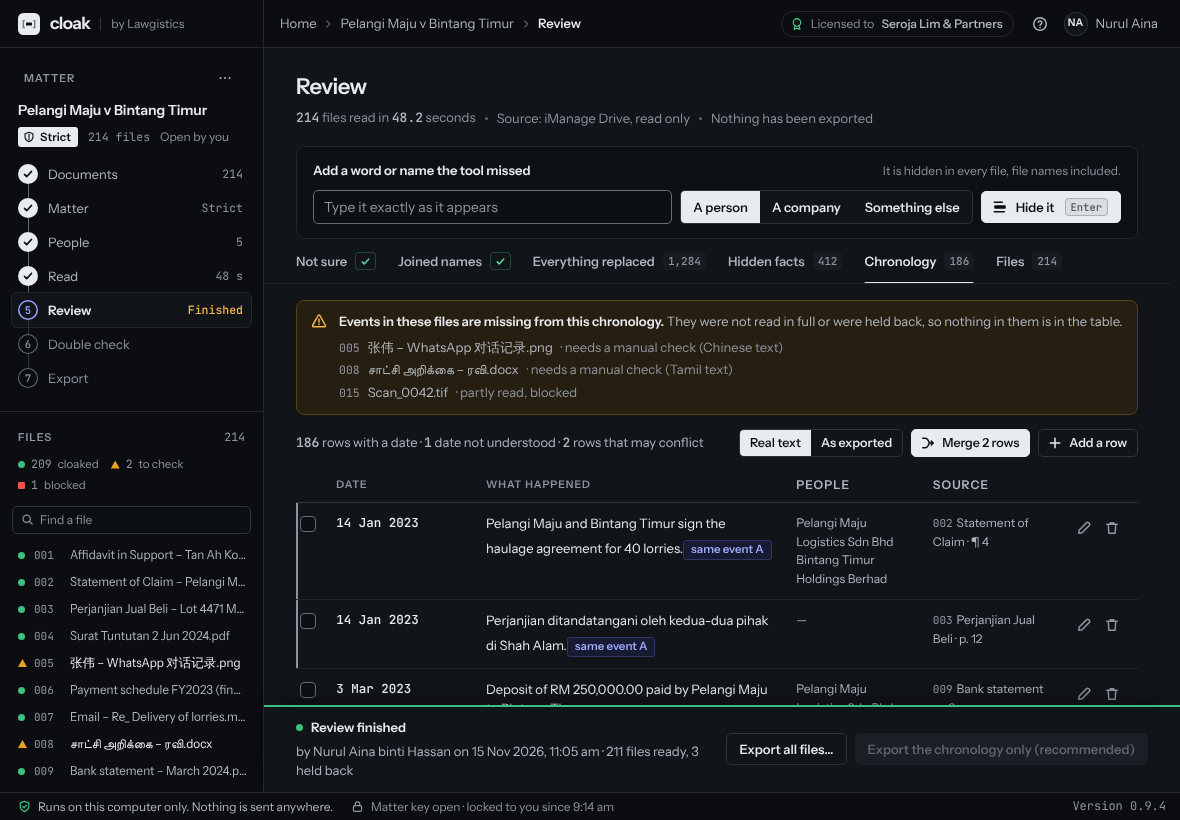 cloak by Lawgistics
Home > Pelangi Maju v Bintang Timur > Review
Licensed to Seroja Lim & Partners
NA Nurul Aina
MATTER ...
Pelangi Maju v Bintang Timur
Strict 214 files Open by you
Documents 214
Matter Strict
People 5
Read 48 s
5 Review Finished
6 Double check
7 Export
FILES 214
209 cloaked 2 to check
1 blocked
Find a file
001 Affidavit in Support – Tan Ah Ko...
002 Statement of Claim – Pelangi M...
003 Perjanjian Jual Beli – Lot 4471 M...
004 Surat Tuntutan 2 Jun 2024.pdf
005 张伟 – WhatsApp 对话记录.png
006 Payment schedule FY2023 (fin...
007 Email – Re_ Delivery of lorries.m...
008 சாட்சி அறிக்கை – ரவி.docx
009 Bank statement – March 2024.p...
Review
214 files read in 48.2 seconds • Source: iManage Drive, read only • Nothing has been exported
Add a word or name the tool missed
It is hidden in every file, file names included.
Type it exactly as it appears
A person A company Something else
Hide it Enter
Not sure Joined names Everything replaced 1,284 Hidden facts 412 Chronology 186 Files 214
Events in these files are missing from this chronology. They were not read in full or were held back, so nothing in them is in the table.
005 张伟 – WhatsApp 对话记录.png · needs a manual check (Chinese text)
008 சாட்சி அறிக்கை – ரவி.docx · needs a manual check (Tamil text)
015 Scan_0042.tif · partly read, blocked
186 rows with a date · 1 date not understood · 2 rows that may conflict
Real text As exported
Merge 2 rows
+ Add a row
DATE WHAT HAPPENED PEOPLE SOURCE
14 Jan 2023
Pelangi Maju and Bintang Timur sign the
haulage agreement for 40 lorries. same event A
Pelangi Maju
Logistics Sdn Bhd
Bintang Timur
Holdings Berhad
002 Statement of
Claim · ¶ 4
14 Jan 2023
Perjanjian ditandatangani oleh kedua-dua pihak
di Shah Alam. same event A
—
003 Perjanjian Jual
Beli · p. 12
3 Mar 2023
Deposit of RM 250,000.00 paid by Pelangi Maju
Pelangi Maju
009 Bank statement
Review finished
by Nurul Aina binti Hassan on 15 Nov 2026, 11:05 am · 211 files ready, 3
held back
Export all files...
Export the chronology only (recommended)
Runs on this computer only. Nothing is sent anywhere.
Matter key open · locked to you since 9:14 am
Version 0.9.4